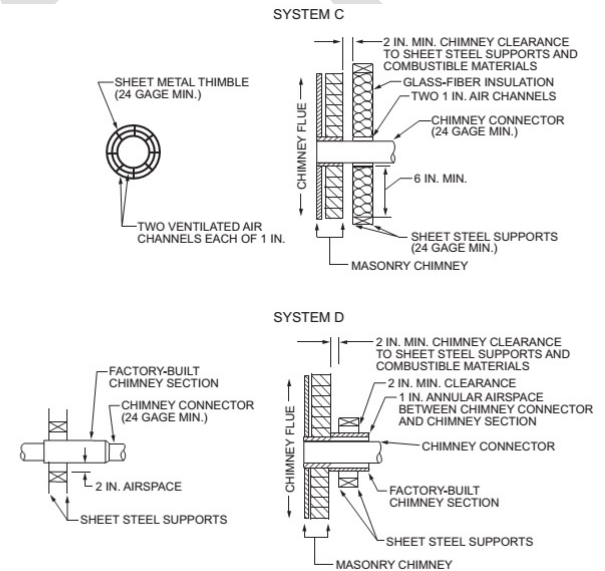 SYSTEM C
SHEET METAL THIMBLE
(24 GAGE MIN.)
TWO VENTILATED AIR
CHANNELS EACH OF 1 IN.
CHIMNEY FLUE
2 IN. MIN. CHIMNEY CLEARANCE
TO SHEET STEEL SUPPORTS AND
COMBUSTIBLE MATERIALS
GLASS-FIBER INSULATION
TWO 1 IN. AIR CHANNELS
CHIMNEY CONNECTOR
(24 GAGE MIN.)
6 IN. MIN.
SHEET STEEL SUPPORTS
(24 GAGE MIN.)
MASONRY CHIMNEY
SYSTEM D
FACTORY-BUILT
CHIMNEY SECTION
CHIMNEY CONNECTOR
(24 GAGE MIN.)
2 IN. AIRSPACE
SHEET STEEL SUPPORTS
CHIMNEY FLUE
2 IN. MIN. CHIMNEY CLEARANCE
TO SHEET STEEL SUPPORTS AND
COMBUSTIBLE MATERIALS
2 IN. MIN. CLEARANCE
1 IN. ANNULAR AIRSPACE
BETWEEN CHIMNEY CONNECTOR
AND CHIMNEY SECTION
CHIMNEY CONNECTOR
FACTORY-BUILT
CHIMNEY SECTION
SHEET STEEL SUPPORTS
MASONRY CHIMNEY